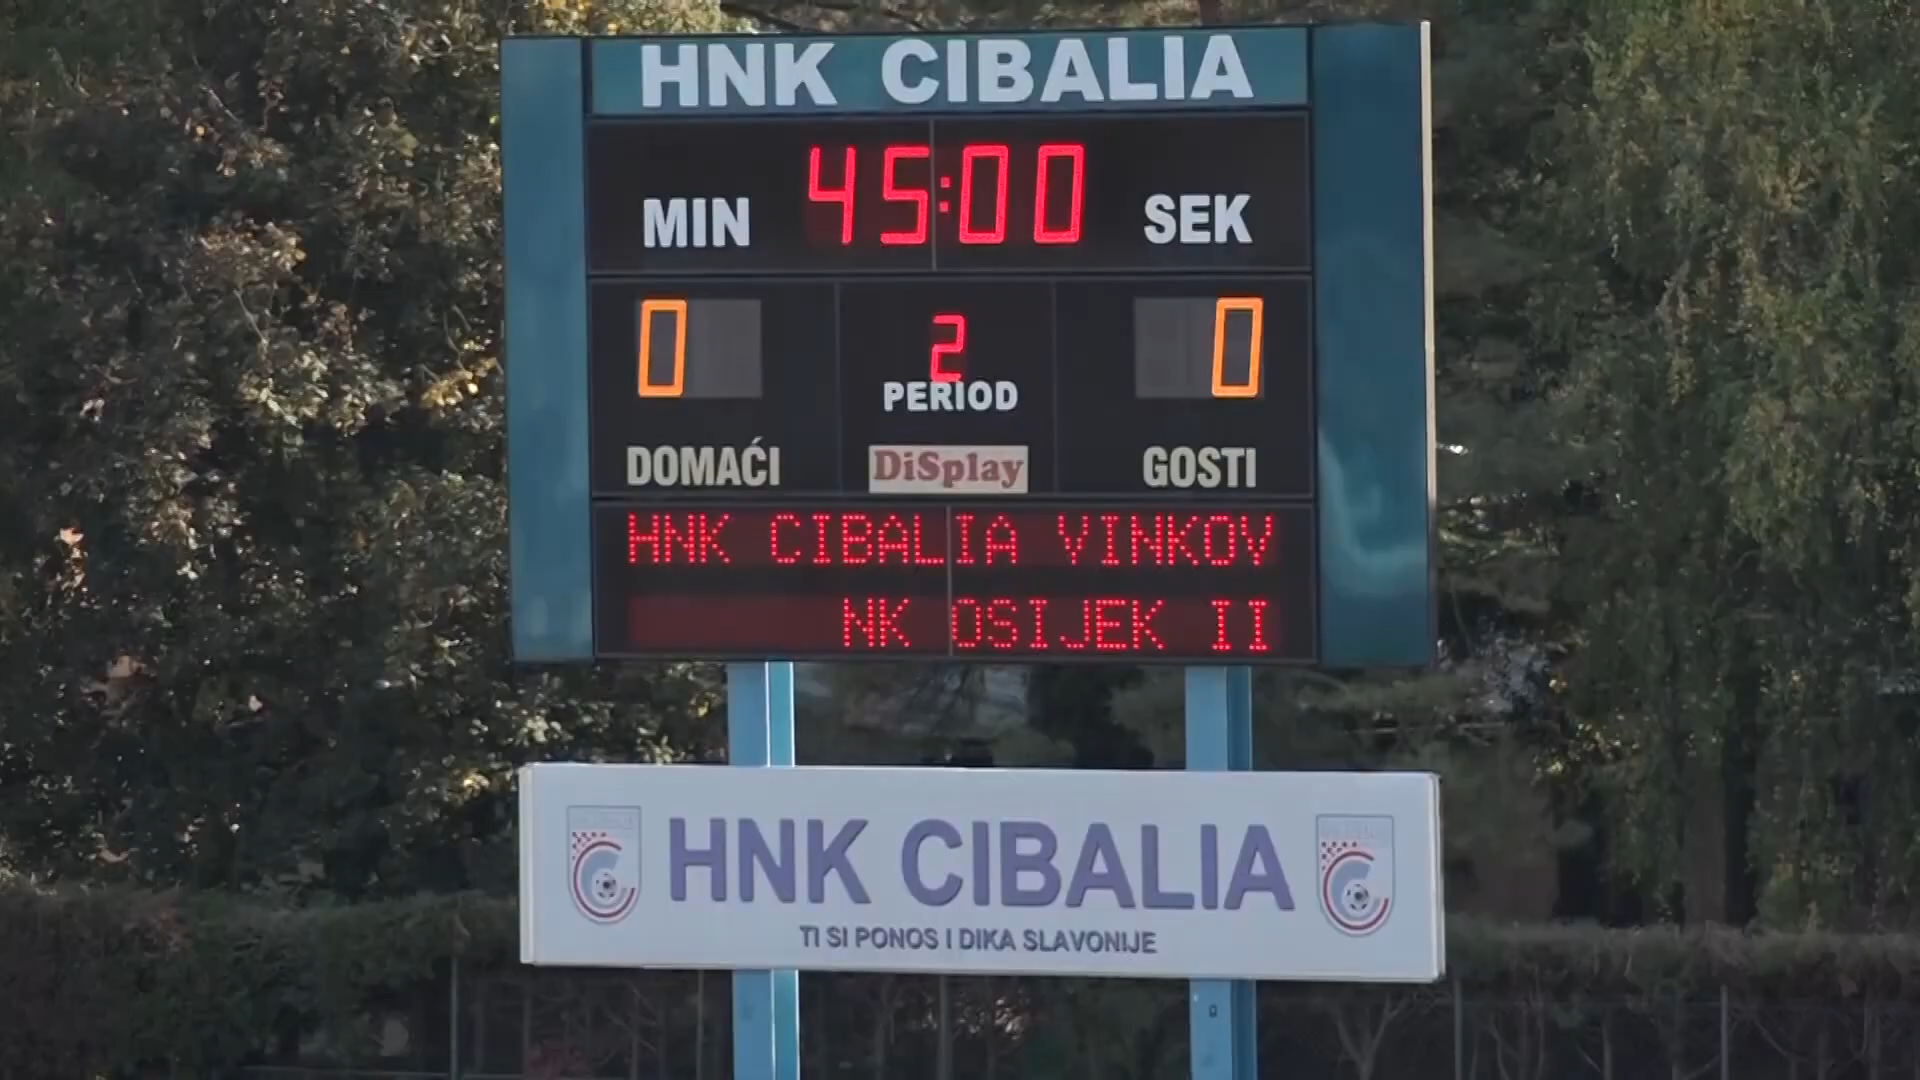 HNK CIBALIA
45:00
MIN SEK
0 2 0
PERIOD
DOMAĆI DiSplay GOSTI
HNK CIBALIA VINKOV
NK OSIJEK II
HNK CIBALIA
TI SI PONOS I DIKA SLAVONIJE